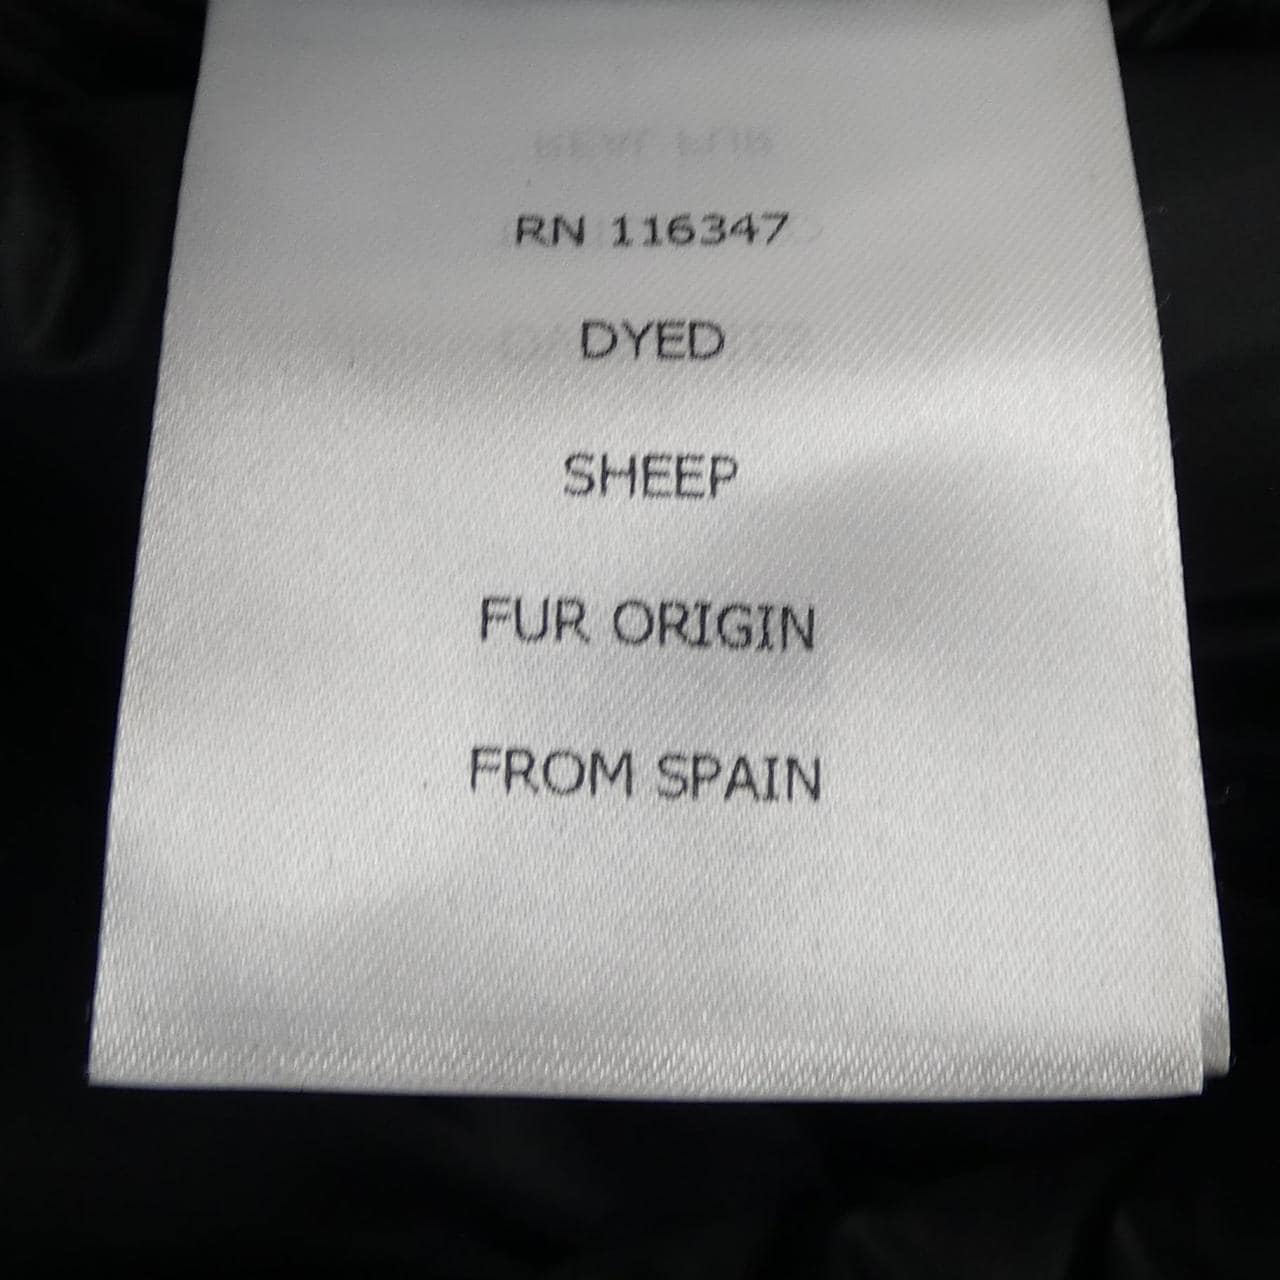 RN 116347
DYED
SHEEP
FUR ORIGIN
FROM SPAIN